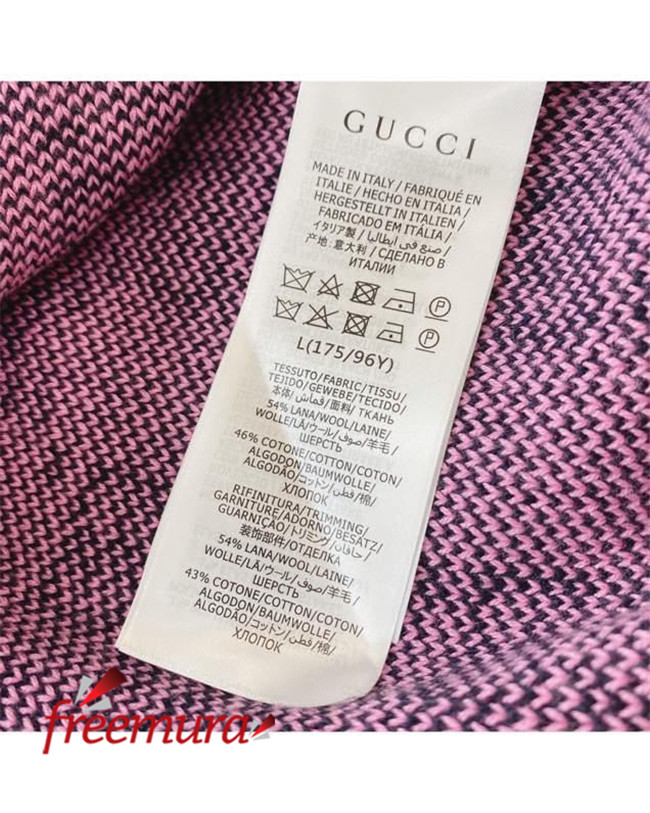 GUCCI
MADE IN ITALY / FABRIQUÉ EN
ITALIE / HECHO EN ITALIA /
HERGESTELLT IN ITALIEN /
FABRICADO EM ITÁLIA /
イタリア製 / صنع في ايطاليا /
产地: 意大利 / СДЕЛАНО В
ИТАЛИИ
P
P
L(175/96Y)
TESSUTO/FABRIC/TISSU/
TEJIDO/GEWEBE/TECIDO/
本体/قماش/面料/ ТКАНЬ
54% LANA/WOOL/LAINE/
WOLLE/LÃ/ウール/صوف/羊毛/
ШЕРСТЬ
46% COTONE/COTTON/COTON/
ALGODON/BAUMWOLLE/
ALGODÃO/コットン/قطن/棉/
ХЛОПОК
RIFINITURA/TRIMMING/
GARNITURE/ADORNO/BESATZ/
GUARNIÇÃO/トリミング/حافان/
装饰部件/ОТДЕЛКА
54% LANA/WOOL/LAINE/
WOLLE/LÃ/ウール/صوف/羊毛/
ШЕРСТЬ
43% COTONE/COTTON/COTON/
ALGODON/BAUMWOLLE/
ALGODÃO/コットン/قطن/棉/
ХЛОПОК
freemura